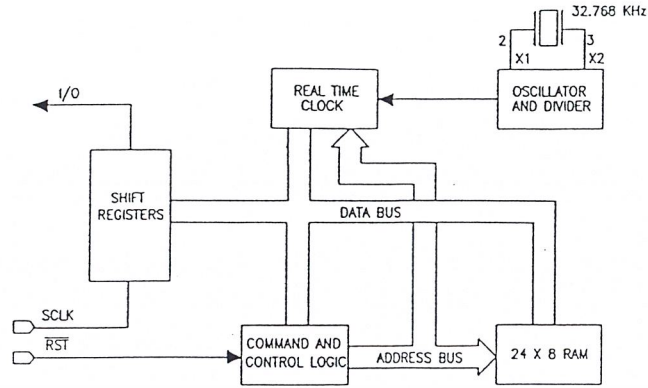 32.768 KHz
2
3
X1
X2
REAL TIME
CLOCK
OSCILLATOR
AND DIVIDER
I/O
SHIFT
REGISTERS
DATA BUS
SCLK
RST
COMMAND AND
CONTROL LOGIC
ADDRESS BUS
24 X 8 RAM